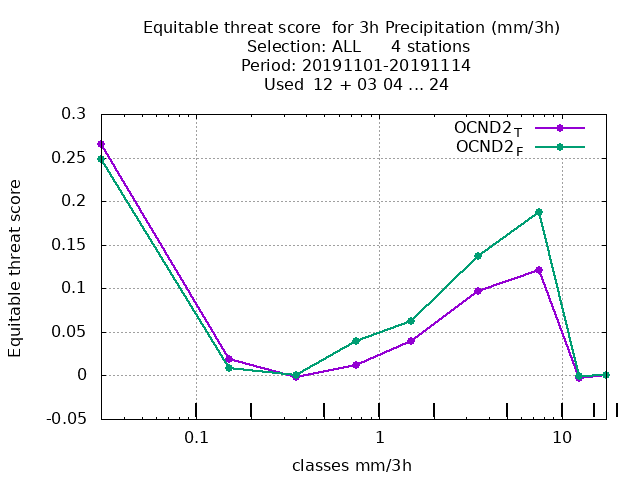 Equitable threat score  for 3h Precipitation (mm/3h)
Selection: ALL      4 stations
Period: 20191101-20191114
Used  12 + 03 04 ... 24
OCND2_T
OCND2_F
0.3
0.25
0.2
0.15
0.1
0.05
0
-0.05
Equitable threat score
0.1 1 10
classes mm/3h